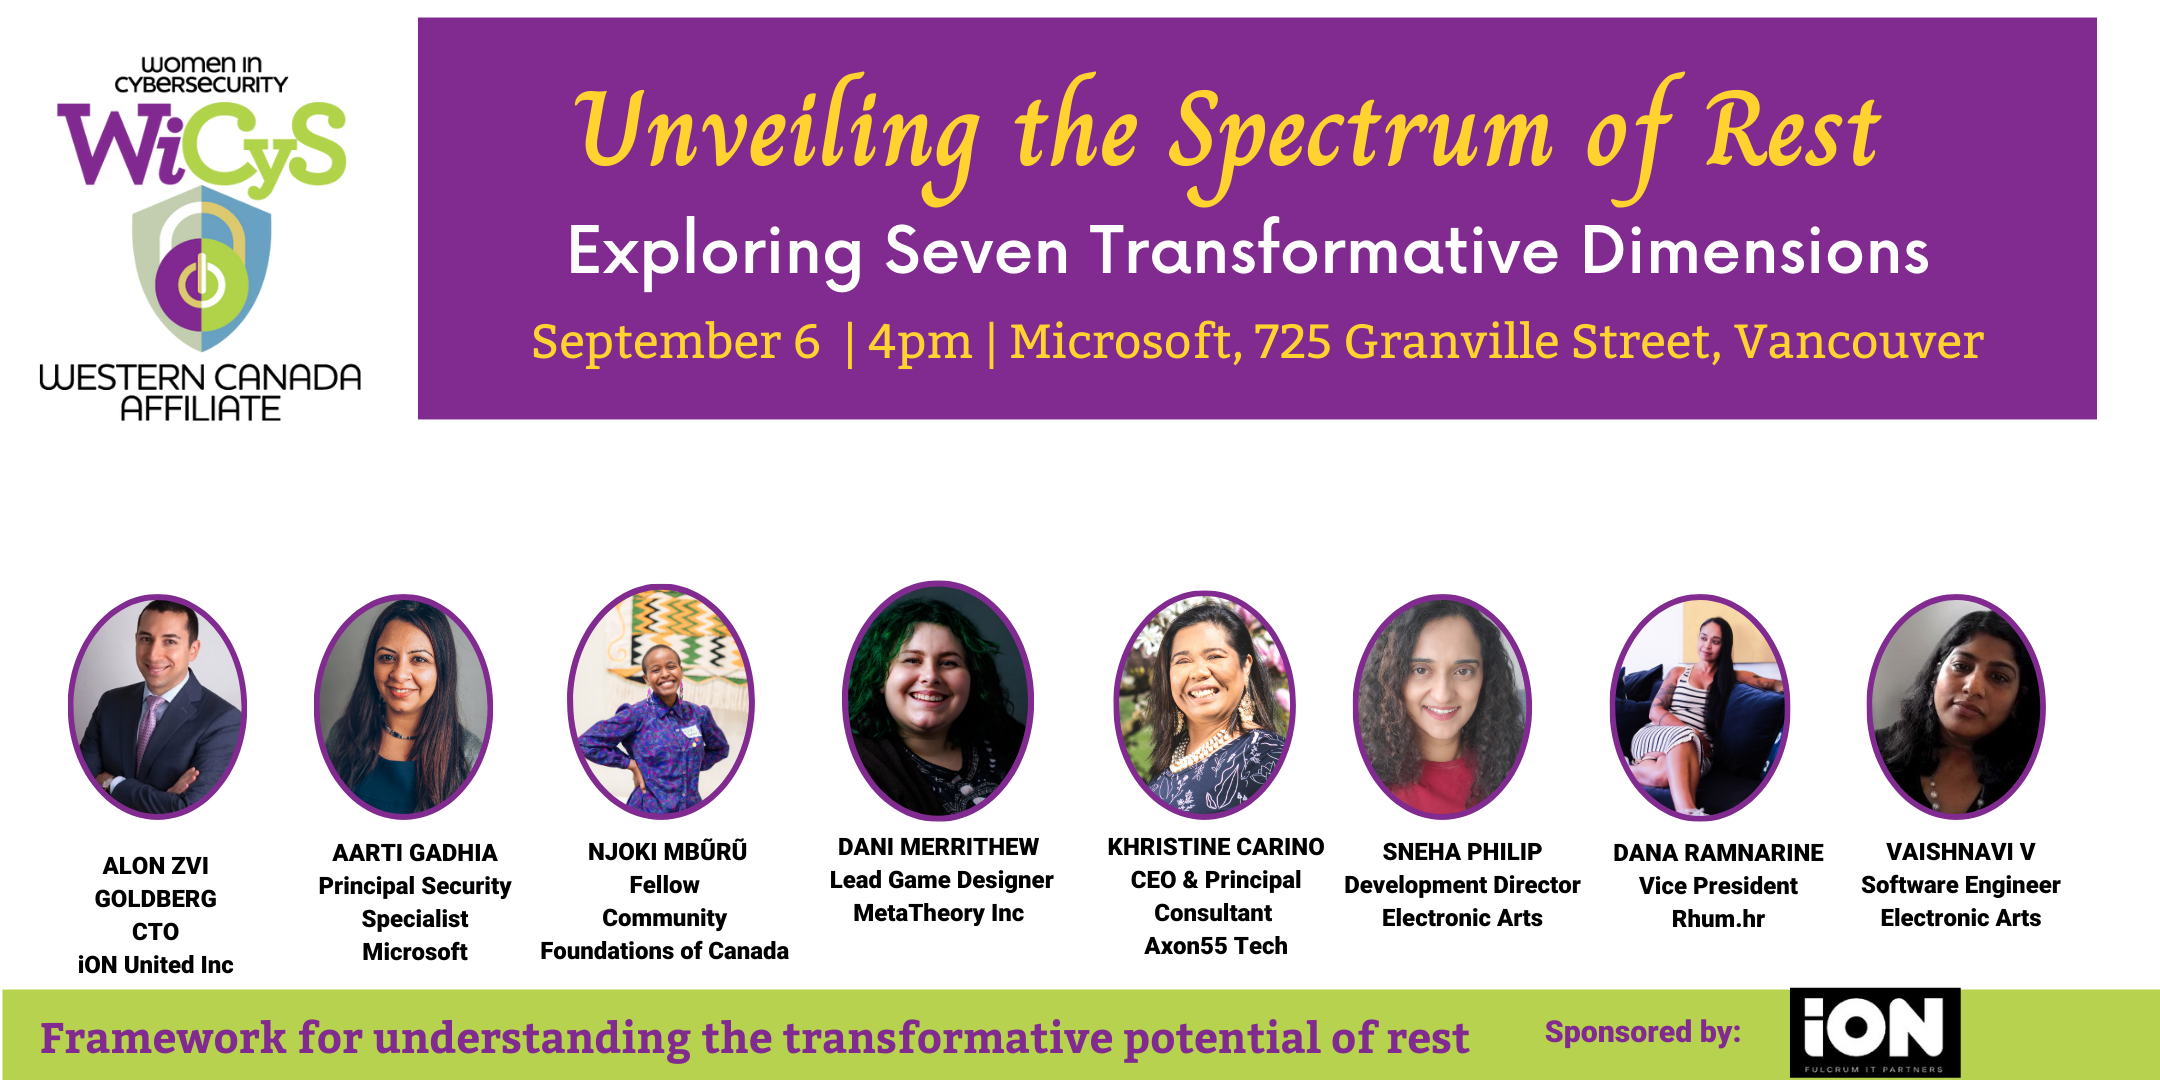 women in
CYBERSECURITY
WiCyS
WESTERN CANADA
AFFILIATE
Unveiling the Spectrum of Rest
Exploring Seven Transformative Dimensions
September 6 | 4pm | Microsoft, 725 Granville Street, Vancouver
ALON ZVI
GOLDBERG
CTO
iON United Inc
AARTI GADHIA
Principal Security
Specialist
Microsoft
NJOKI MBŨRŨ
Fellow
Community
Foundations of Canada
DANI MERRITHEW
Lead Game Designer
MetaTheory Inc
KHRISTINE CARINO
CEO & Principal
Consultant
Axon55 Tech
SNEHA PHILIP
Development Director
Electronic Arts
DANA RAMNARINE
Vice President
Rhum.hr
VAISHNAVI V
Software Engineer
Electronic Arts
Framework for understanding the transformative potential of rest
Sponsored by:
iON
FULCRUM IT PARTNERS